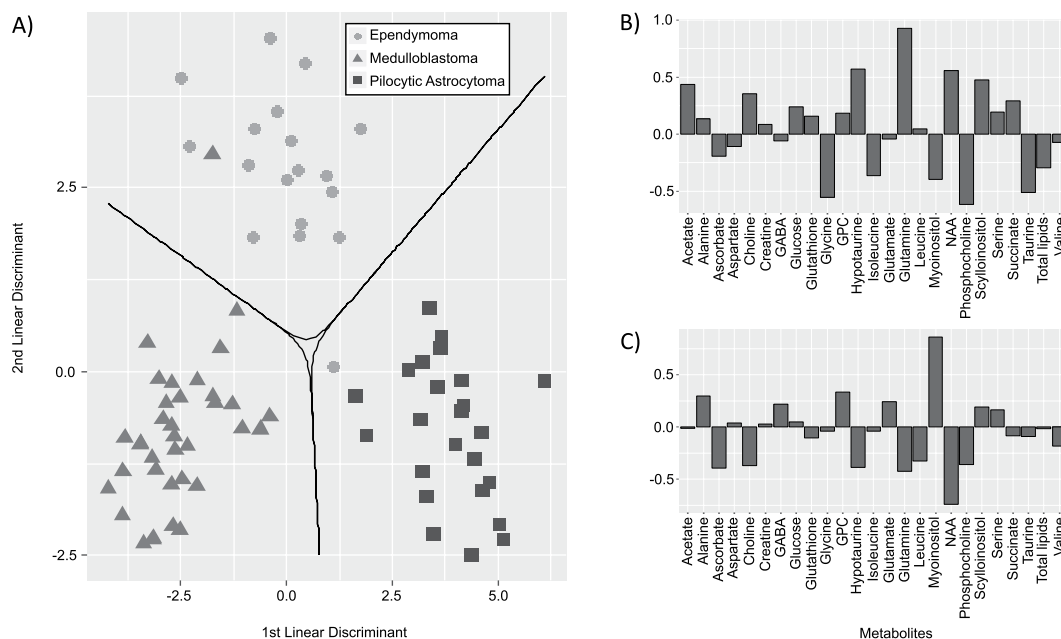 A)
Ependymoma
Medulloblastoma
Pilocytic Astrocytoma
2.5
0.0
-2.5
2nd Linear Discriminant
-2.5
0.0
2.5
5.0
1st Linear Discriminant
B)
1.0
0.5
0.0
-0.5
Acetate
Alanine
Ascorbate
Aspartate
Choline
Creatine
GABA
Glucose
Glutathione
Glycine
GPC
Hypotaurine
Isoleucine
Glutamate
Glutamine
Leucine
Myoinositol
NAA
Phosphocholine
Scylloinositol
Serine
Succinate
Taurine
Total lipids
Valine
C)
0.5
0.0
-0.5
Acetate
Alanine
Ascorbate
Aspartate
Choline
Creatine
GABA
Glucose
Glutathione
Glycine
GPC
Hypotaurine
Isoleucine
Glutamate
Glutamine
Leucine
Myoinositol
NAA
Phosphocholine
Scylloinositol
Serine
Succinate
Taurine
Total lipids
Valine
Metabolites